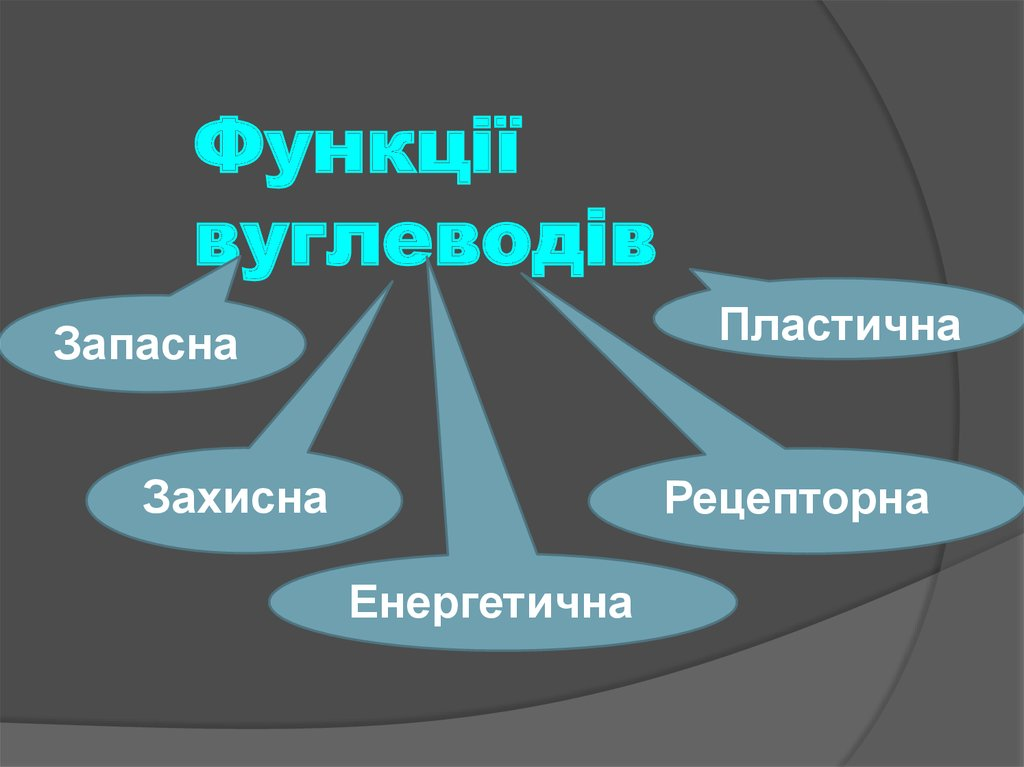 Функції
вуглеводів
Запасна
Пластична
Захисна
Рецепторна
Енергетична